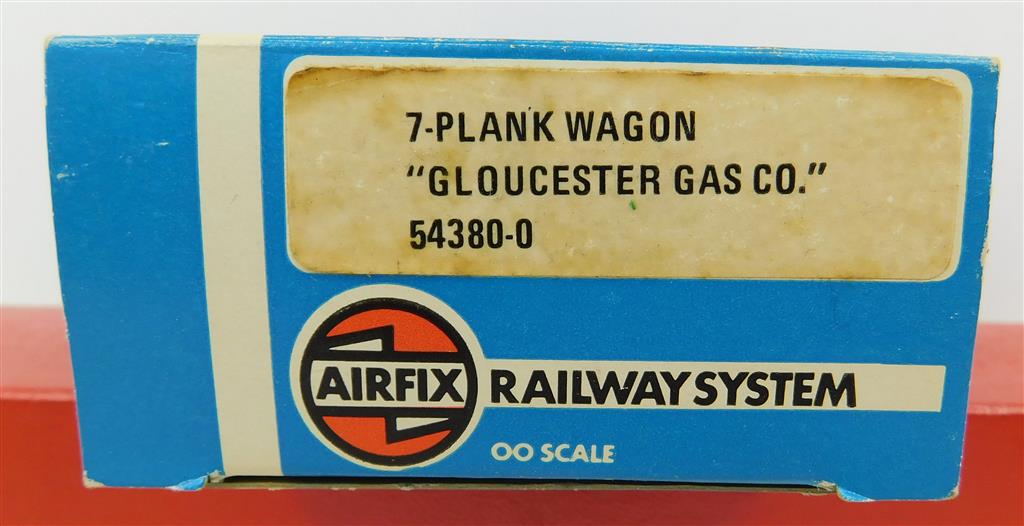 7-PLANK WAGON
"GLOUCESTER GAS CO."
54380-0
AIRFIX RAILWAY SYSTEM
OO SCALE